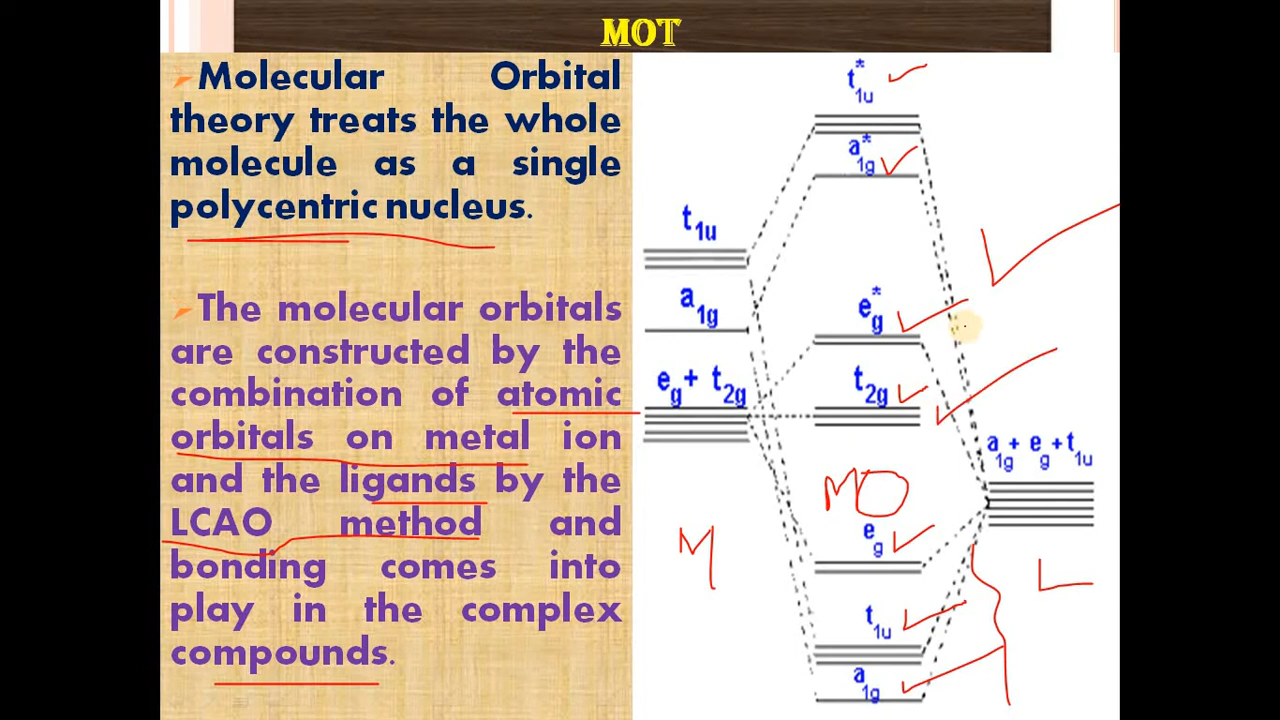 MOT
Molecular Orbital
theory treats the whole
molecule as a single
polycentric nucleus.
The molecular orbitals
are constructed by the
combination of atomic
orbitals on metal ion
and the ligands by the
LCAO method and
bonding comes into
play in the complex
compounds.
t*1u
a*1g
t1u
a1g
e*g
eg + t2g
t2g
a1g + eg + t1u
MO
eg
M
L
t1u
a1g